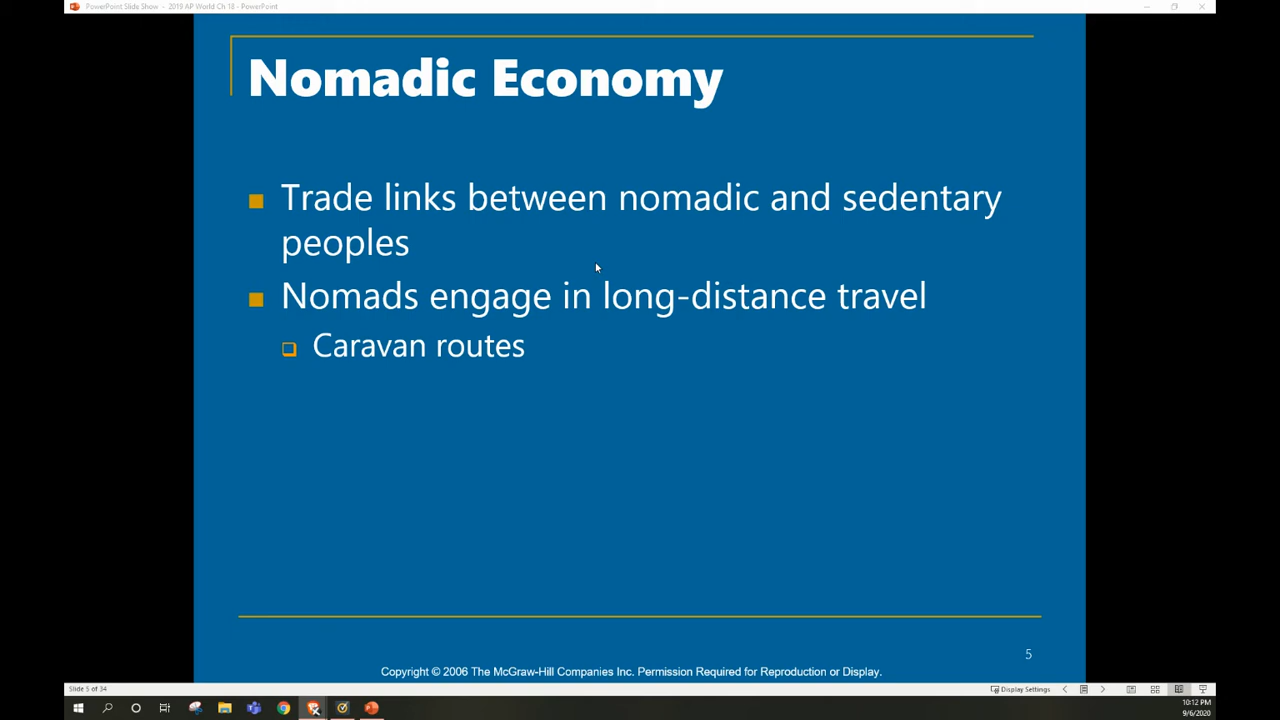 PowerPoint Slide Show - 2019 AP World Ch 18 - PowerPoint
Nomadic Economy
Trade links between nomadic and sedentary
peoples
Nomads engage in long-distance travel
Caravan routes
5
Copyright © 2006 The McGraw-Hill Companies Inc. Permission Required for Reproduction or Display.
Slide 5 of 34
Display Settings
10:12 PM
9/6/2020